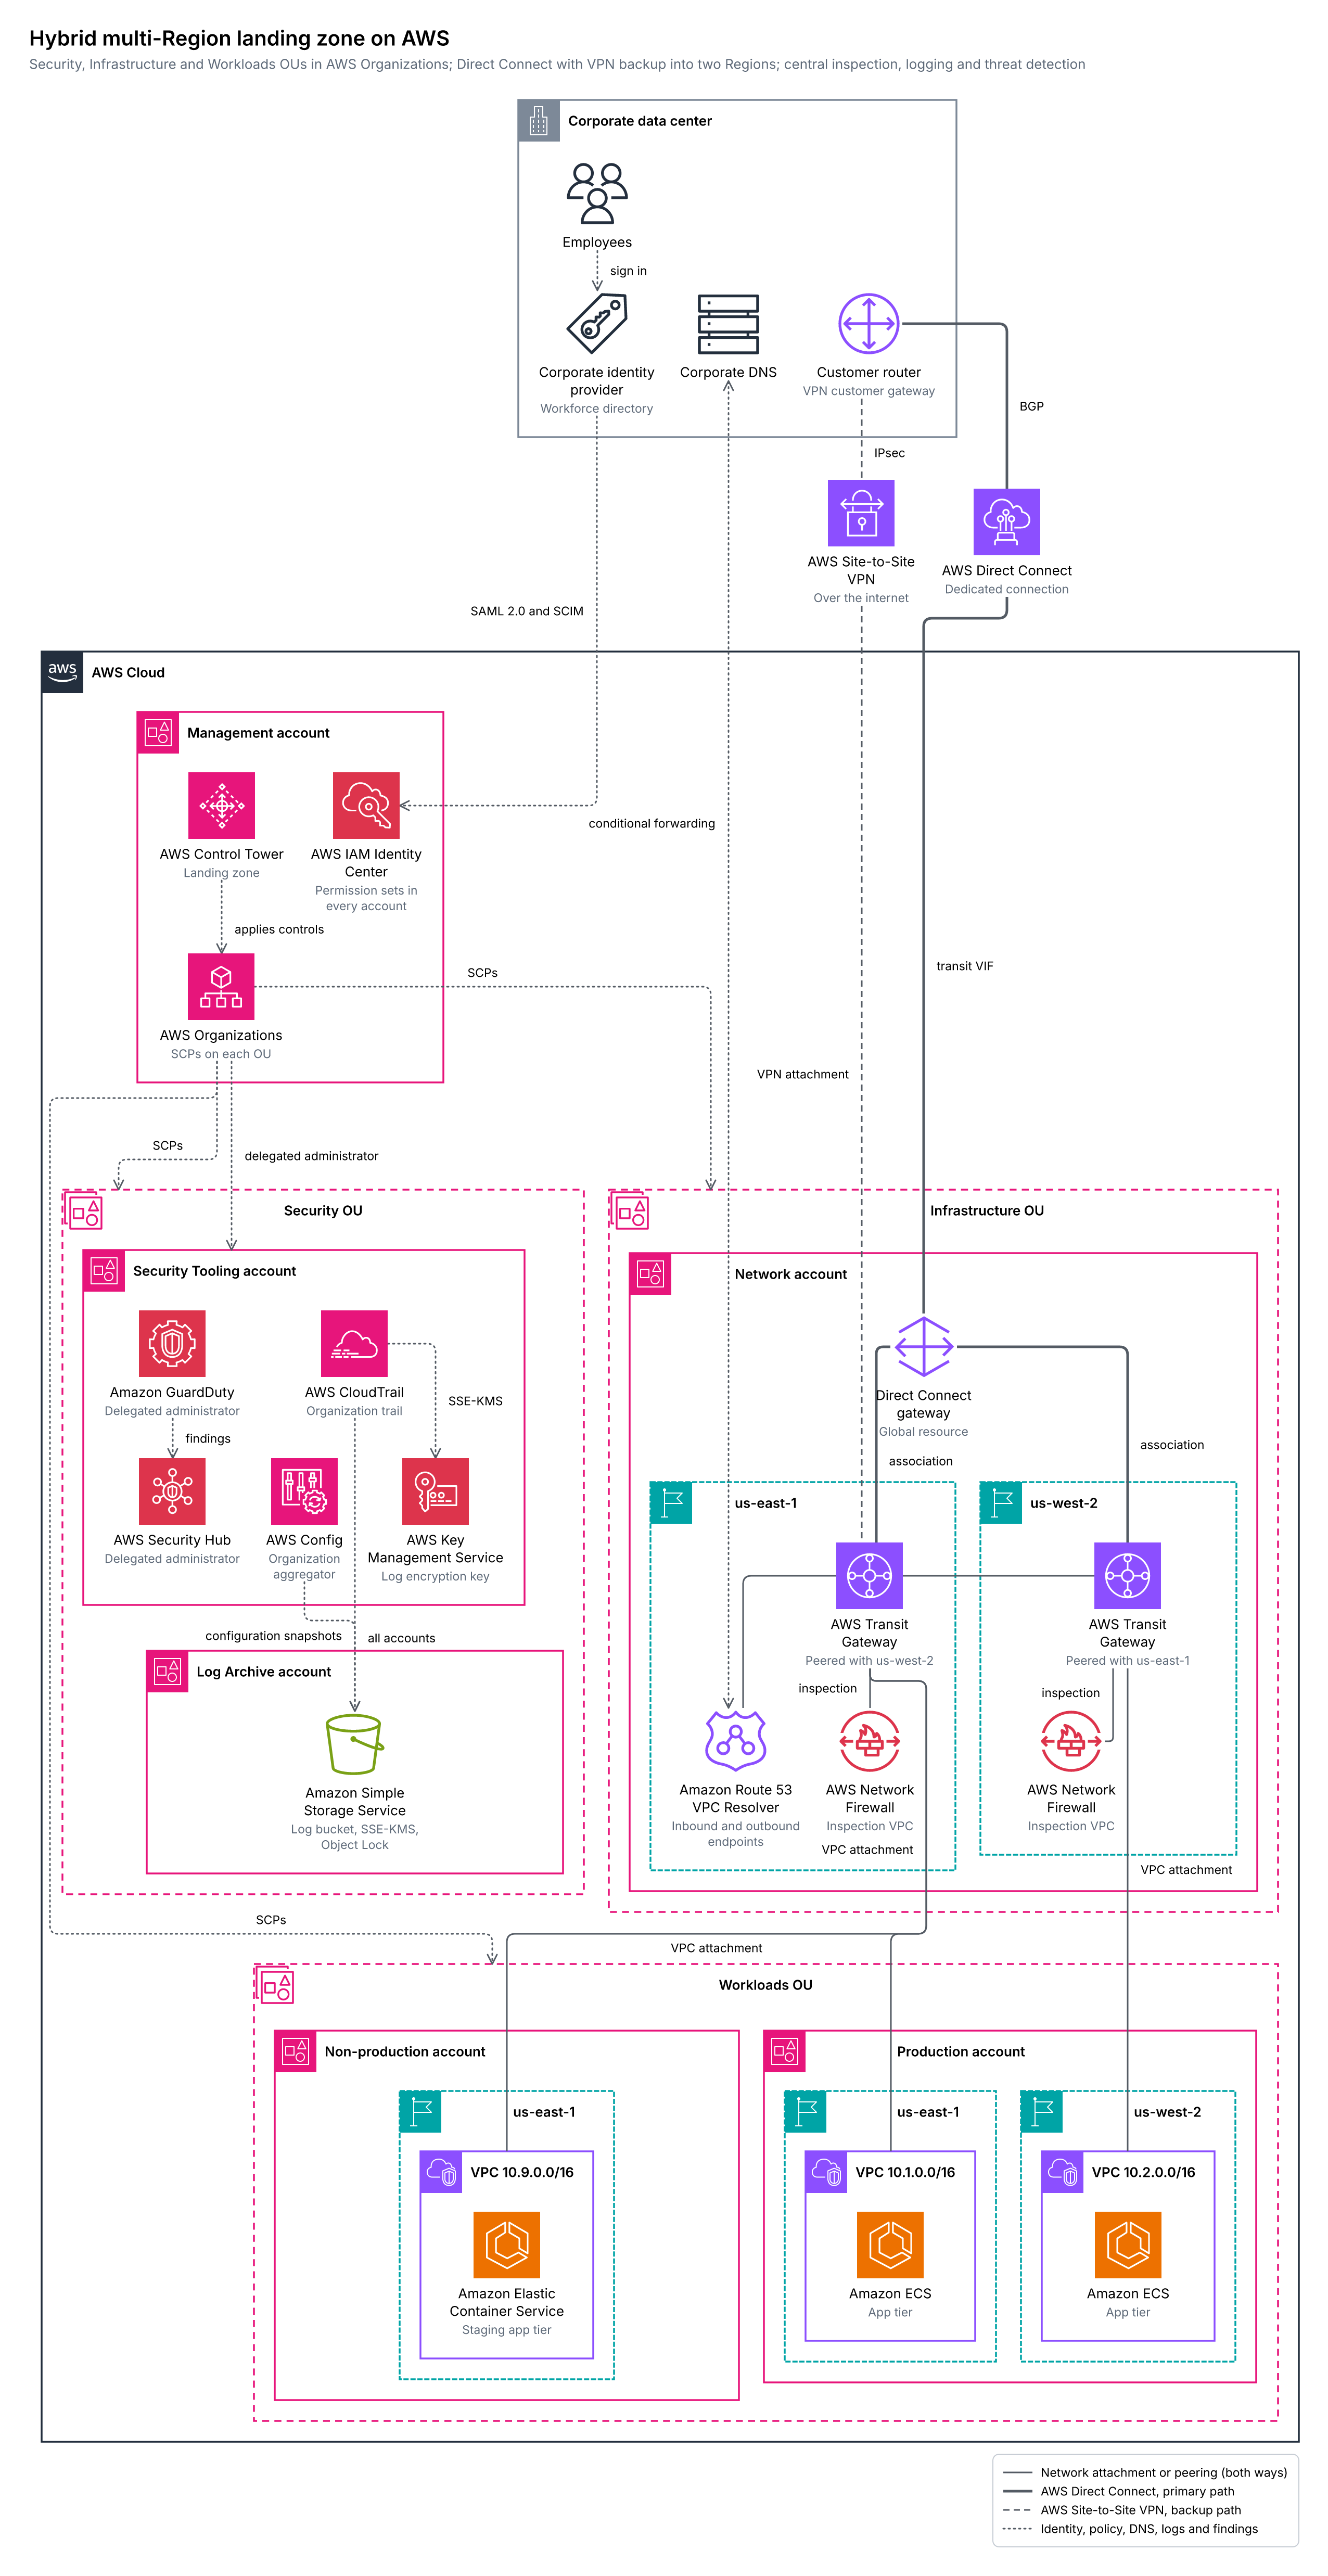 Hybrid multi-Region landing zone on AWS
Security, Infrastructure and Workloads OUs in AWS Organizations; Direct Connect with VPN backup into two Regions; central inspection, logging and threat detection
Corporate data center
Employees
sign in
Corporate identity
provider
Workforce directory
Corporate DNS
Customer router
VPN customer gateway
BGP
IPsec
AWS Site-to-Site
VPN
Over the internet
AWS Direct Connect
Dedicated connection
SAML 2.0 and SCIM
aws
AWS Cloud
Management account
AWS Control Tower
Landing zone
AWS IAM Identity
Center
Permission sets in
every account
conditional forwarding
applies controls
transit VIF
SCPs
AWS Organizations
SCPs on each OU
VPN attachment
SCPs
delegated administrator
Security OU
Security Tooling account
Amazon GuardDuty
Delegated administrator
AWS CloudTrail
Organization trail
SSE-KMS
findings
AWS Security Hub
Delegated administrator
AWS Config
Organization
aggregator
AWS Key
Management Service
Log encryption key
configuration snapshots
all accounts
Log Archive account
Amazon Simple
Storage Service
Log bucket, SSE-KMS,
Object Lock
Infrastructure OU
Network account
Direct Connect
gateway
Global resource
association
association
us-east-1
us-west-2
AWS Transit
Gateway
Peered with us-west-2
AWS Transit
Gateway
Peered with us-east-1
inspection
inspection
Amazon Route 53
VPC Resolver
Inbound and outbound
endpoints
AWS Network
Firewall
Inspection VPC
AWS Network
Firewall
Inspection VPC
VPC attachment
VPC attachment
SCPs
VPC attachment
Workloads OU
Non-production account
us-east-1
VPC 10.9.0.0/16
Amazon Elastic
Container Service
Staging app tier
Production account
us-east-1
VPC 10.1.0.0/16
Amazon ECS
App tier
us-west-2
VPC 10.2.0.0/16
Amazon ECS
App tier
Network attachment or peering (both ways)
AWS Direct Connect, primary path
AWS Site-to-Site VPN, backup path
Identity, policy, DNS, logs and findings